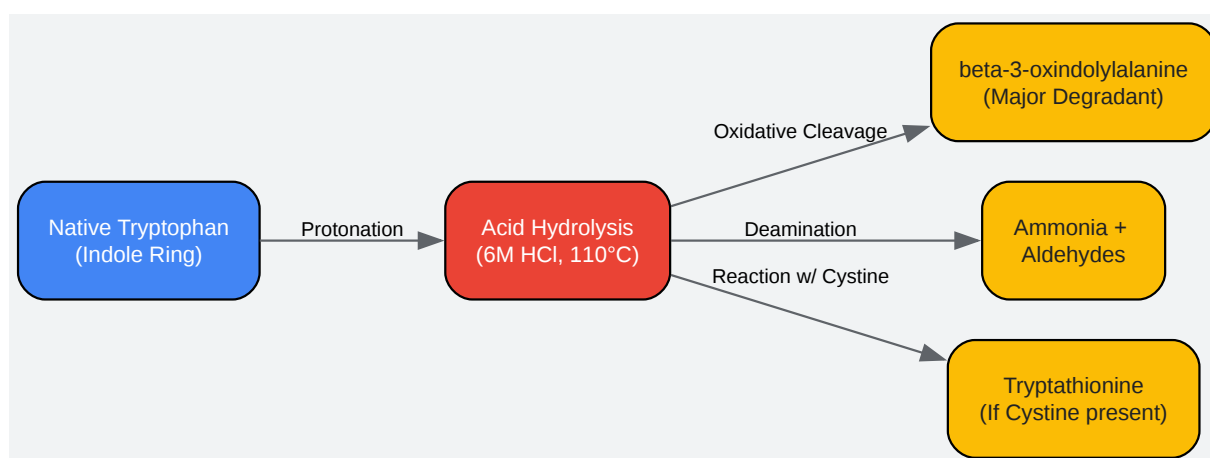 Native Tryptophan
(Indole Ring)
Protonation
Acid Hydrolysis
(6M HCl, 110°C)
Oxidative Cleavage
beta-3-oxindolylalanine
(Major Degradant)
Deamination
Ammonia +
Aldehydes
Reaction w/ Cystine
Tryptathionine
(If Cystine present)